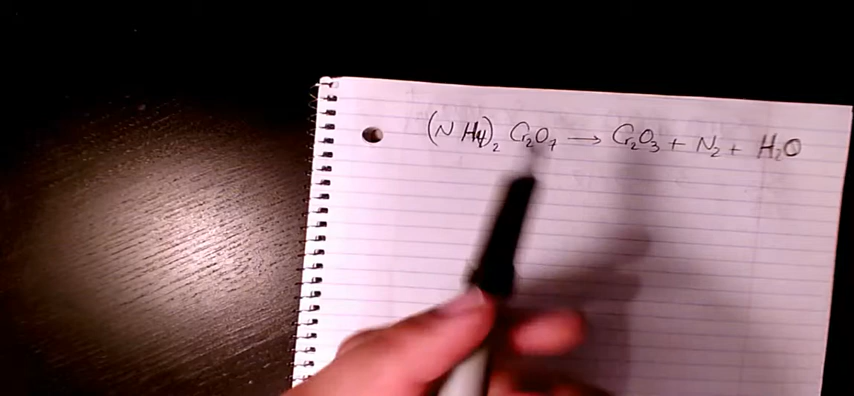 (NH4)2 Cr2O7 → Cr2O3 + N2 + H2O